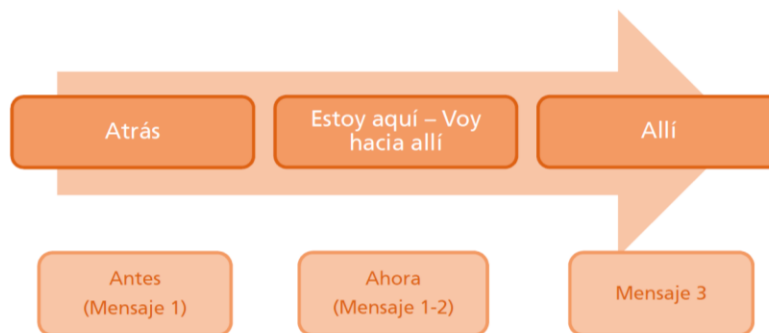 Atrás
Estoy aquí – Voy
hacia allí
Allí
Antes
(Mensaje 1)
Ahora
(Mensaje 1-2)
Mensaje 3